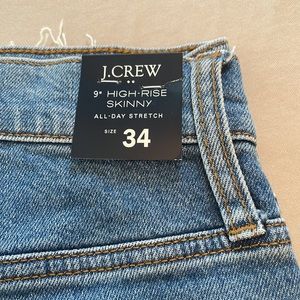 J.CREW
9" HIGH-RISE
SKINNY
ALL-DAY STRETCH
SIZE 34